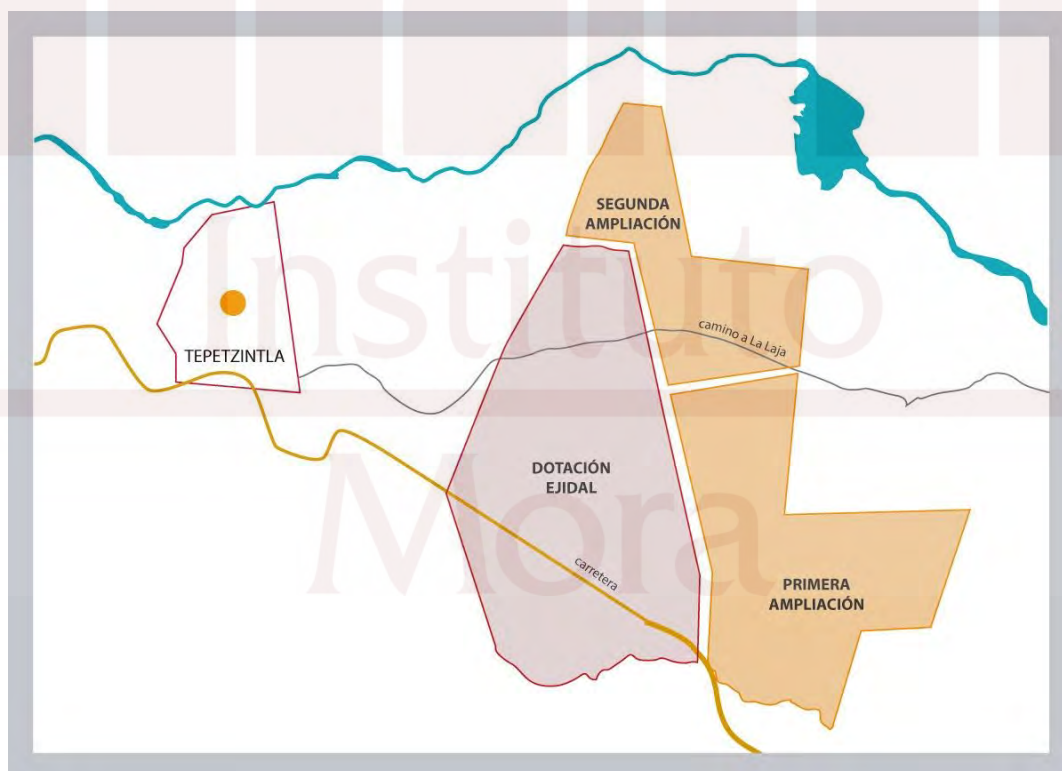 SEGUNDA
AMPLIACIÓN
Instituto
camino a La Laja
TEPETZINTLA
DOTACIÓN
EJIDAL
Mora
carretera
PRIMERA
AMPLIACIÓN